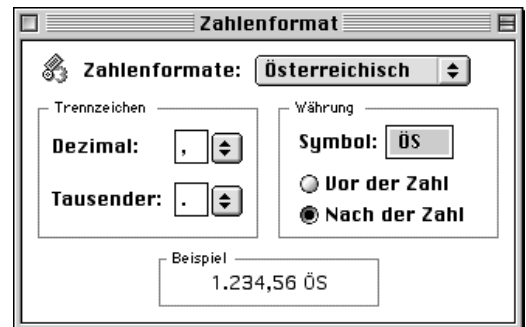 Zahlenformat
Zahlenformate: Österreichisch
Trennzeichen
Dezimal: ,
Tausender: .
Währung
Symbol: ÖS
Vor der Zahl
Nach der Zahl
Beispiel
1.234,56 ÖS